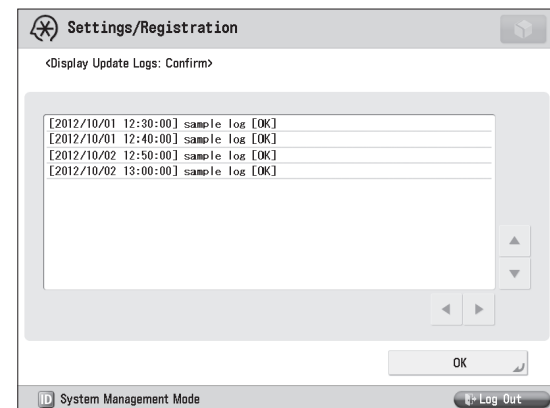 Settings/Registration
<Display Update Logs: Confirm>
[2012/10/01 12:30:00] sample log [OK]
[2012/10/01 12:40:00] sample log [OK]
[2012/10/02 12:50:00] sample log [OK]
[2012/10/02 13:00:00] sample log [OK]
OK
ID System Management Mode
Log Out